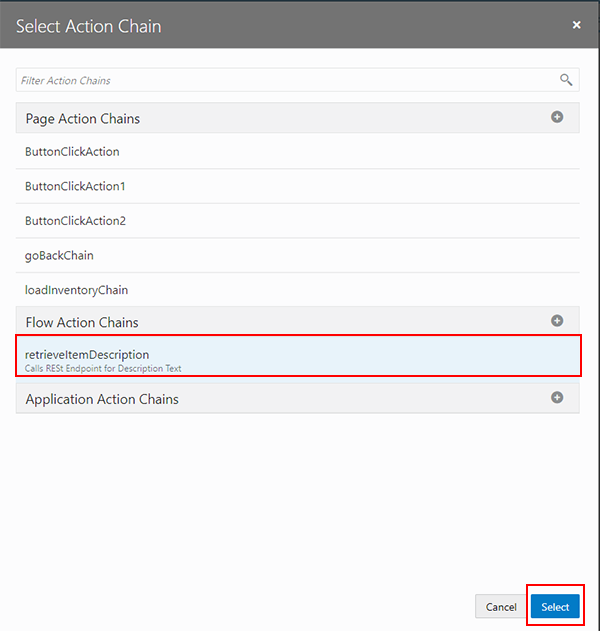 Select Action Chain
Filter Action Chains
Page Action Chains
ButtonClickAction
ButtonClickAction1
ButtonClickAction2
goBackChain
loadInventoryChain
Flow Action Chains
retrieveItemDescription
Calls RESt Endpoint for Description Text
Application Action Chains
Cancel Select